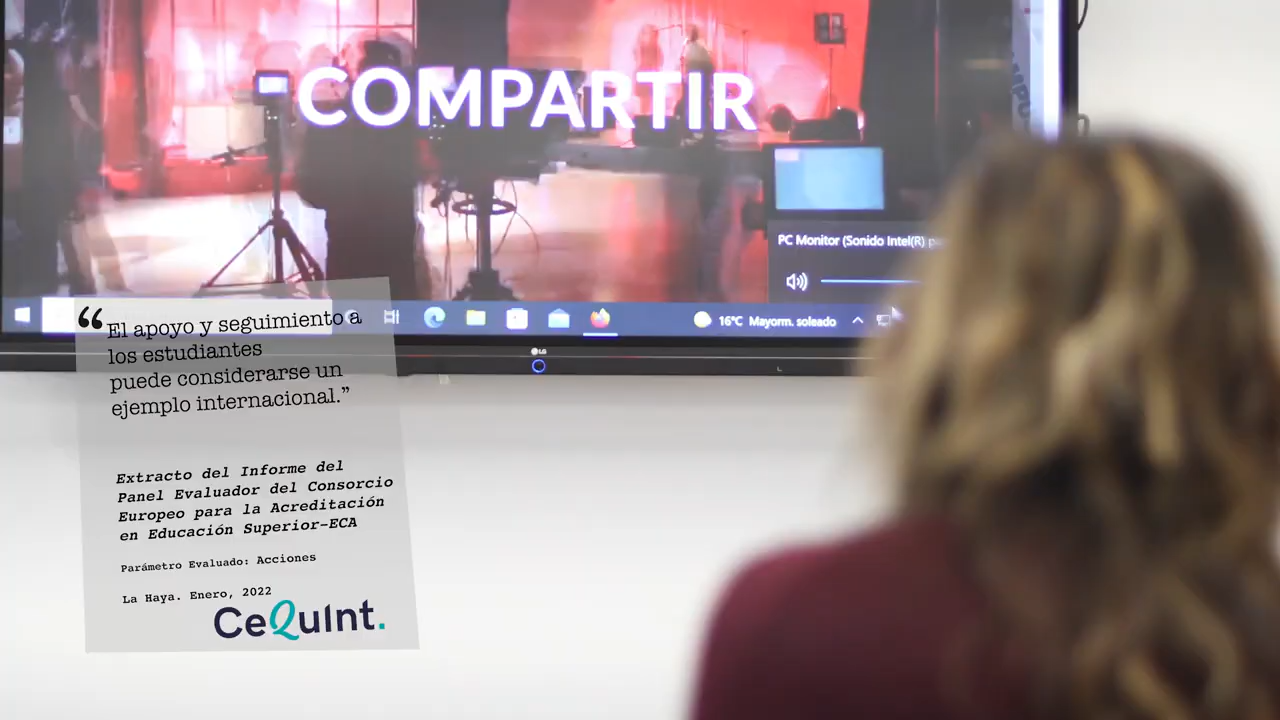 COMPARTIR
PC Monitor (Sonido Intel(R)
16°C Mayorm. soleado
LG
“El apoyo y seguimiento a
los estudiantes
puede considerarse un
ejemplo internacional.”
Extracto del Informe del
Panel Evaluador del Consorcio
Europeo para la Acreditación
en Educación Superior-ECA
Parámetro Evaluado: Acciones
La Haya. Enero, 2022
CeQuInt.